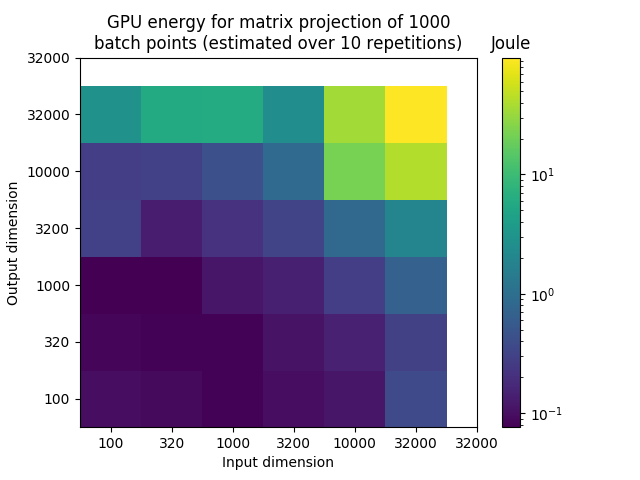 GPU energy for matrix projection of 1000
batch points (estimated over 10 repetitions)
Joule
32000
32000
10000
3200
1000
320
100
Output dimension
100 320 1000 3200 10000 32000 32000
Input dimension
10¹
10⁰
10⁻¹